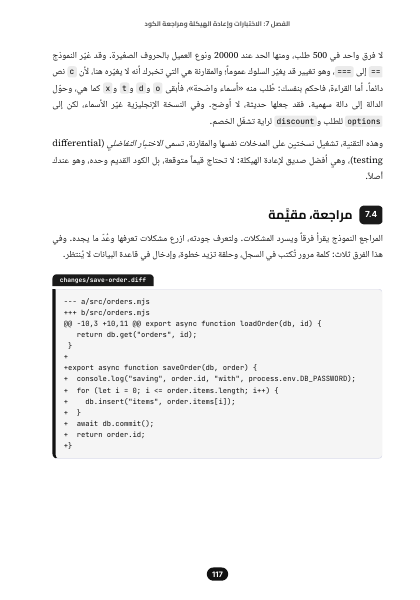 الفصل 7: الاختبارات وإعادة الهيكلة ومراجعة الكود
لا فرق واحد في 500 طلب، ومنها الحد عند 20000 ونوع العميل بالحروف الصغيرة. وقد غيّر النموذج
== إلى ===، وهو تغيير قد يغيّر السلوك عموماً؛ والمقارنة هي التي تخبرك أنه لا يغيّره هنا، لأن c نص
دائماً. أما القراءة، فاحكم بنفسك: طُلب منه «أسماء واضحة»، فأبقى o و d و t و x كما هي، وحوّل
الدالة إلى دالة سهمية. فقد جعلها حديثة، لا أوضح. وفي النسخة الإنجليزية غيّر الأسماء، لكن إلى
options للطلب و discount لراية تشغّل الخصم.
وهذه التقنية، تشغيل نسختين على المدخلات نفسها والمقارنة، تسمى الاختبار التفاضلي (differential
testing)، وهي أفضل صديق لإعادة الهيكلة: لا تحتاج قيماً متوقعة، بل الكود القديم وحده، وهو عندك
أصلاً.
7.4 مراجعة، مقيَّمة
المراجع النموذج يقرأ فرقاً ويسرد المشكلات. ولتعرف جودته، ازرع مشكلات تعرفها وعُدّ ما يجده. وفي
هذا الفرق ثلاث: كلمة مرور تُكتب في السجل، وحلقة تزيد خطوة، وإدخال في قاعدة البيانات لا يُنتظر.
changes/save-order.diff
--- a/src/orders.mjs
+++ b/src/orders.mjs
@@ -10,3 +10,11 @@ export async function loadOrder(db, id) {
   return db.get("orders", id);
 }
+
+export async function saveOrder(db, order) {
+  console.log("saving", order.id, "with", process.env.DB_PASSWORD);
+  for (let i = 0; i <= order.items.length; i++) {
+    db.insert("items", order.items[i]);
+  }
+  await db.commit();
+  return order.id;
+}
117